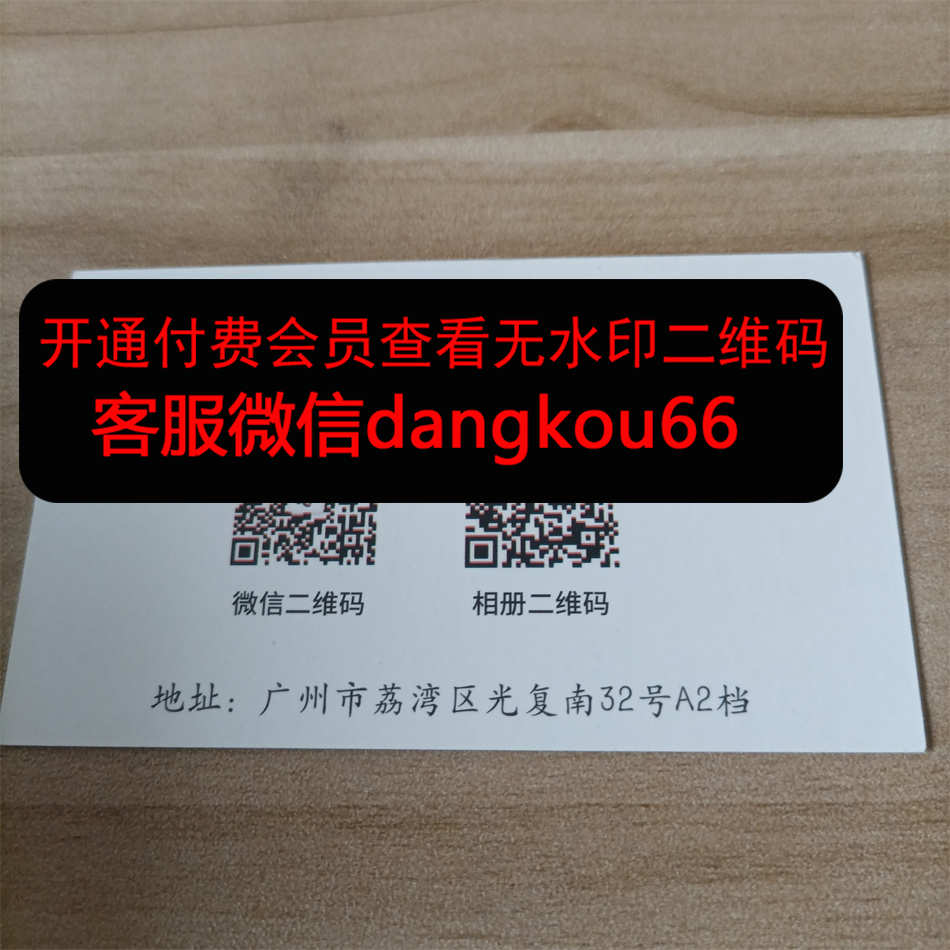 开通付费会员查看无水印二维码
客服微信dangkou66
微信二维码 相册二维码
地址：广州市荔湾区光复南32号A2档